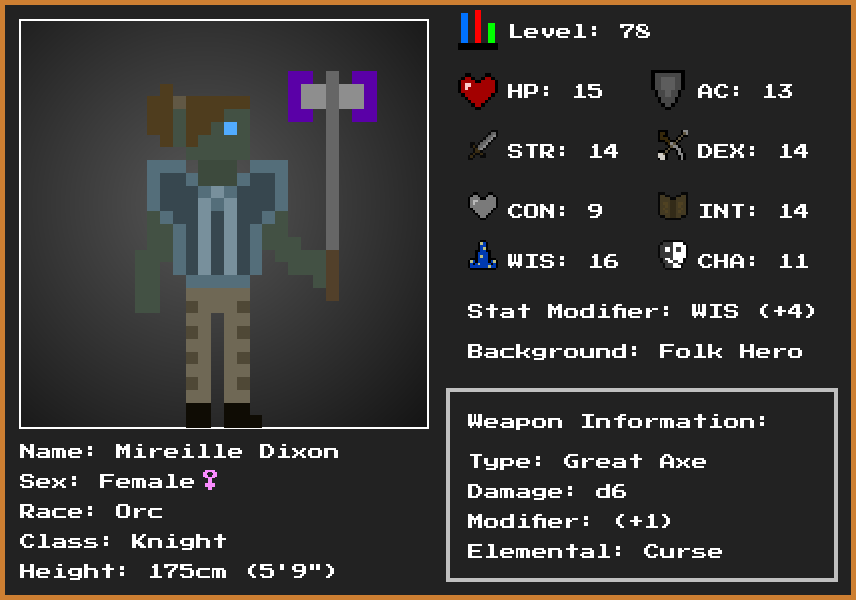 Level: 78
HP: 15
AC: 13
STR: 14
DEX: 14
CON: 9
INT: 14
WIS: 16
CHA: 11
Stat Modifier: WIS (+4)
Background: Folk Hero
Weapon Information:
Type: Great Axe
Damage: d6
Modifier: (+1)
Elemental: Curse
Name: Mireille Dixon
Sex: Female♀
Race: Orc
Class: Knight
Height: 175cm (5'9")